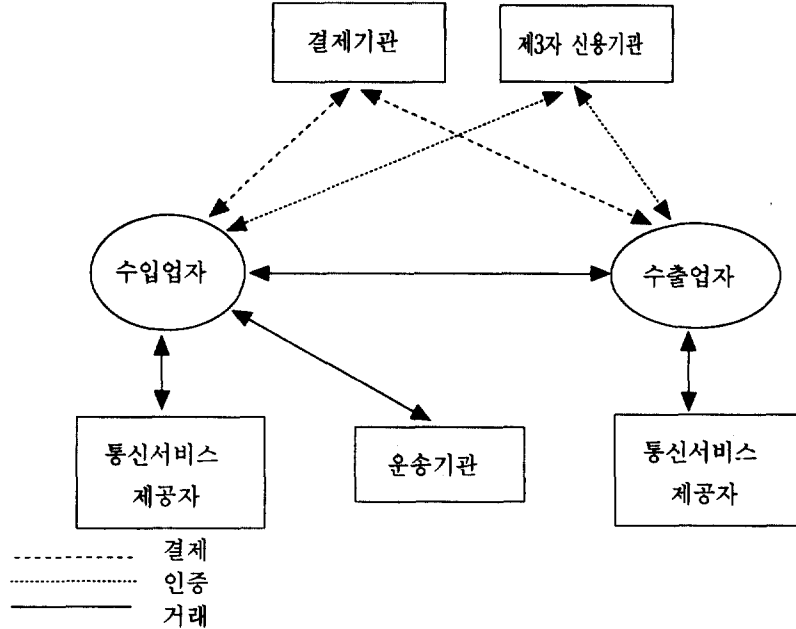 결제기관
제3자 신용기관
수입업자
수출업자
통신서비스
제공자
운송기관
통신서비스
제공자
결제
인증
거래